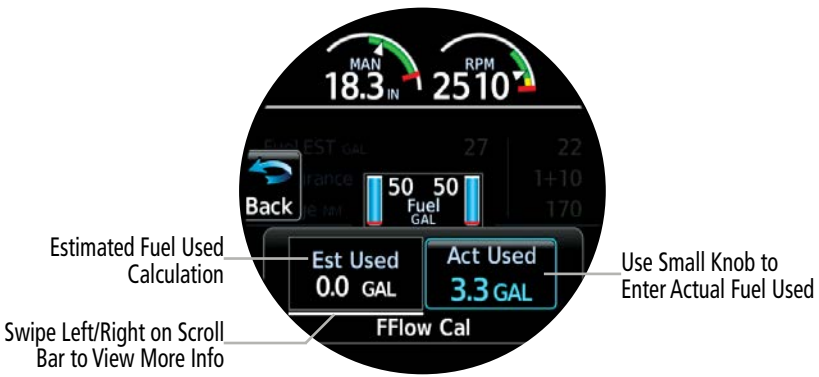 MAN
18.3 IN
RPM
2510
Fuel EST GAL 27 22
rance 1+10
e NM 170
Back
50 50
Fuel
GAL
Est Used
0.0 GAL
Act Used
3.3 GAL
FFlow Cal
Estimated Fuel Used
Calculation
Swipe Left/Right on Scroll
Bar to View More Info
Use Small Knob to
Enter Actual Fuel Used